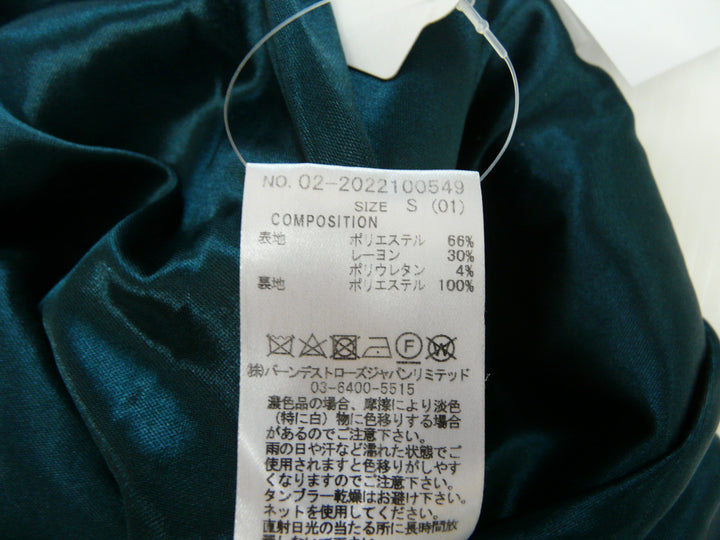 NO. 02-2022100549
SIZE S (01)
COMPOSITION
表地 ポリエステル 66%
レーヨン 30%
ポリウレタン 4%
裏地 ポリエステル 100%
F W
㈱バーンデストローズジャパンリミテッド
03-6400-5515
濃色品の場合、摩擦により淡色
(特に白)物に色移りする場合
があるのでご注意下さい。
雨の日や汗など濡れた状態でご
使用されますと色移りがしやす
くなりますのでご注意下さい。
タンブラー乾燥はお避け下さい。
ネットを使用してください。
直射日光の当たる所に長時間放